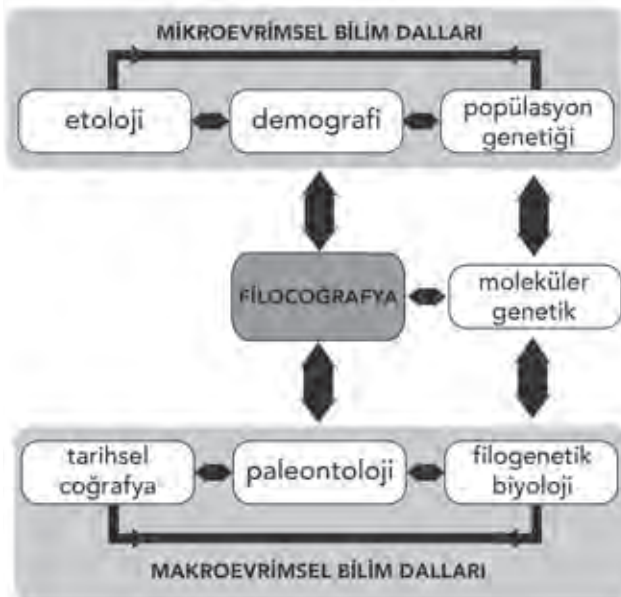 MİKROEVRİMSEL BİLİM DALLARI
etoloji
demografi
popülasyon
genetiği
FİLOCOĞRAFYA
moleküler
genetik
tarihsel
coğrafya
paleontoloji
filogenetik
biyoloji
MAKROEVRİMSEL BİLİM DALLARI